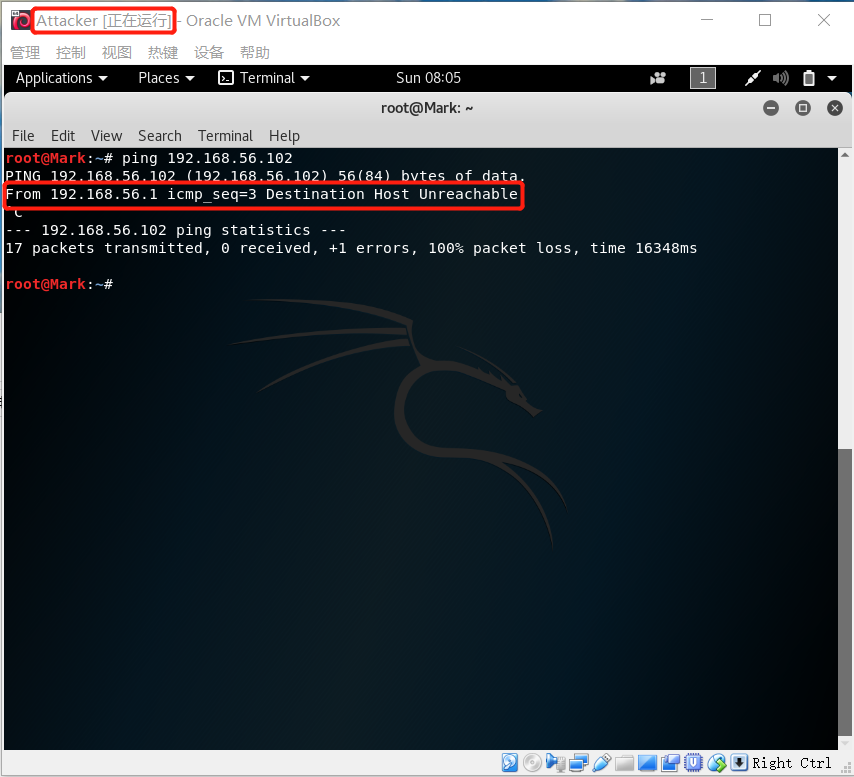 Attacker [正在运行] - Oracle VM VirtualBox
管理 控制 视图 热键 设备 帮助
Applications Places Terminal Sun 08:05 1
root@Mark: ~
File Edit View Search Terminal Help
root@Mark:~# ping 192.168.56.102
PING 192.168.56.102 (192.168.56.102) 56(84) bytes of data.
From 192.168.56.1 icmp_seq=3 Destination Host Unreachable
^C
--- 192.168.56.102 ping statistics ---
17 packets transmitted, 0 received, +1 errors, 100% packet loss, time 16348ms
root@Mark:~#
Right Ctrl